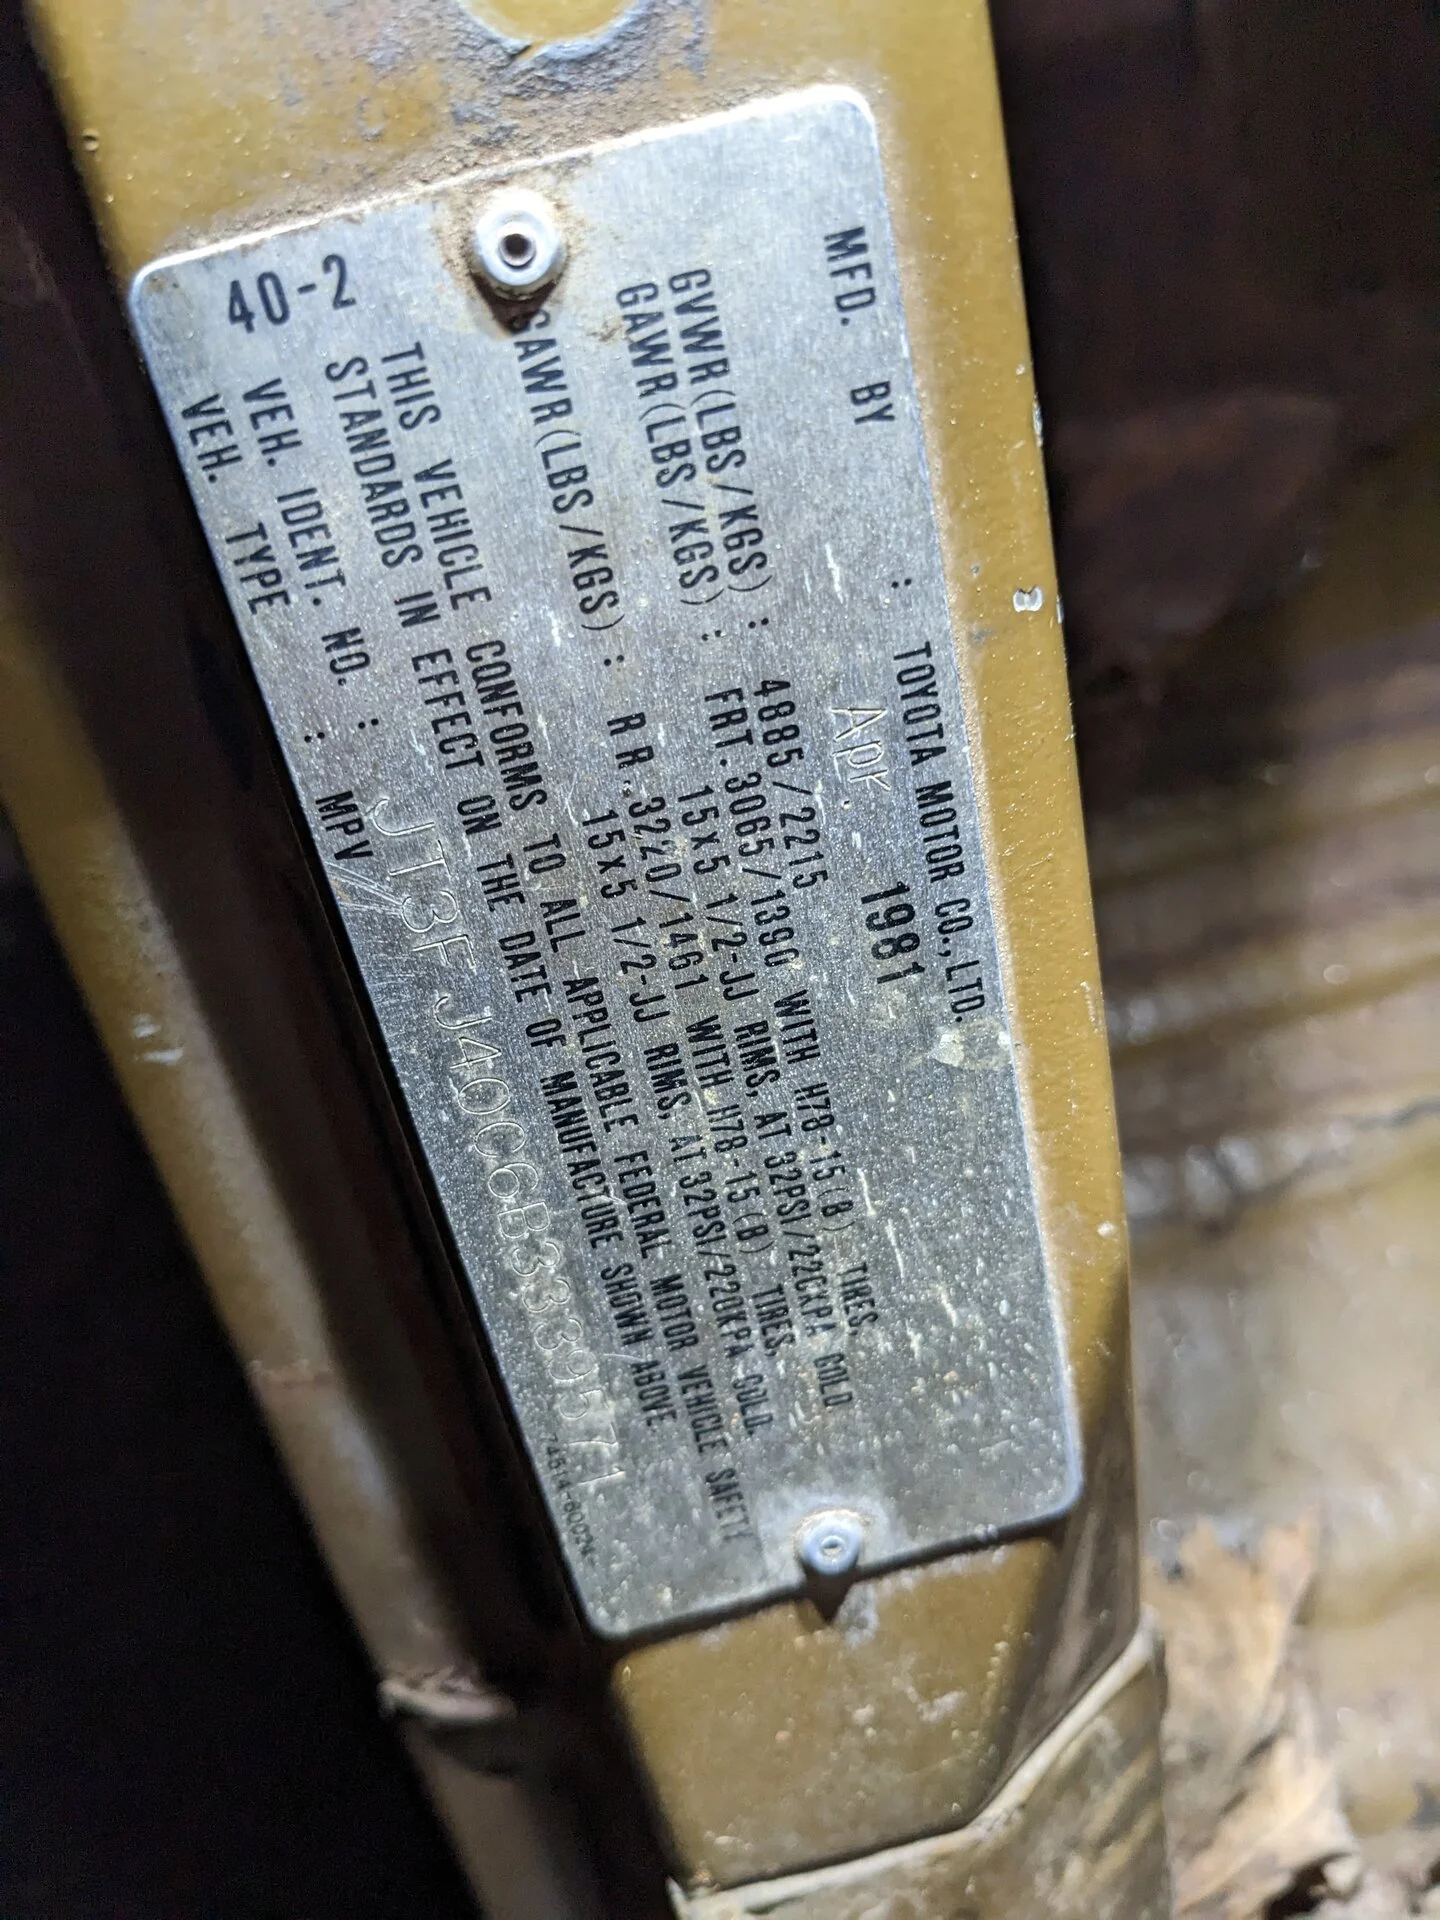 MFD. BY : TOYOTA MOTOR CO., LTD.
Apr. 1981
GVWR(LBS/KGS) : 4885/2215
GAWR(LBS/KGS) : FRT. 3065/1390 WITH H78-15(B) TIRES,
15x5 1/2-JJ RIMS, AT 32PSI/220KPA COLD
GAWR(LBS/KGS) : RR. 3220/1461 WITH H78-15(B) TIRES,
15x5 1/2-JJ RIMS, AT 32PSI/220KPA COLD.
THIS VEHICLE CONFORMS TO ALL APPLICABLE FEDERAL MOTOR VEHICLE SAFETY
STANDARDS IN EFFECT ON THE DATE OF MANUFACTURE SHOWN ABOVE
VEH. IDENT. NO. : JT3FJ40C6B3339571
VEH. TYPE : MPV
40-2